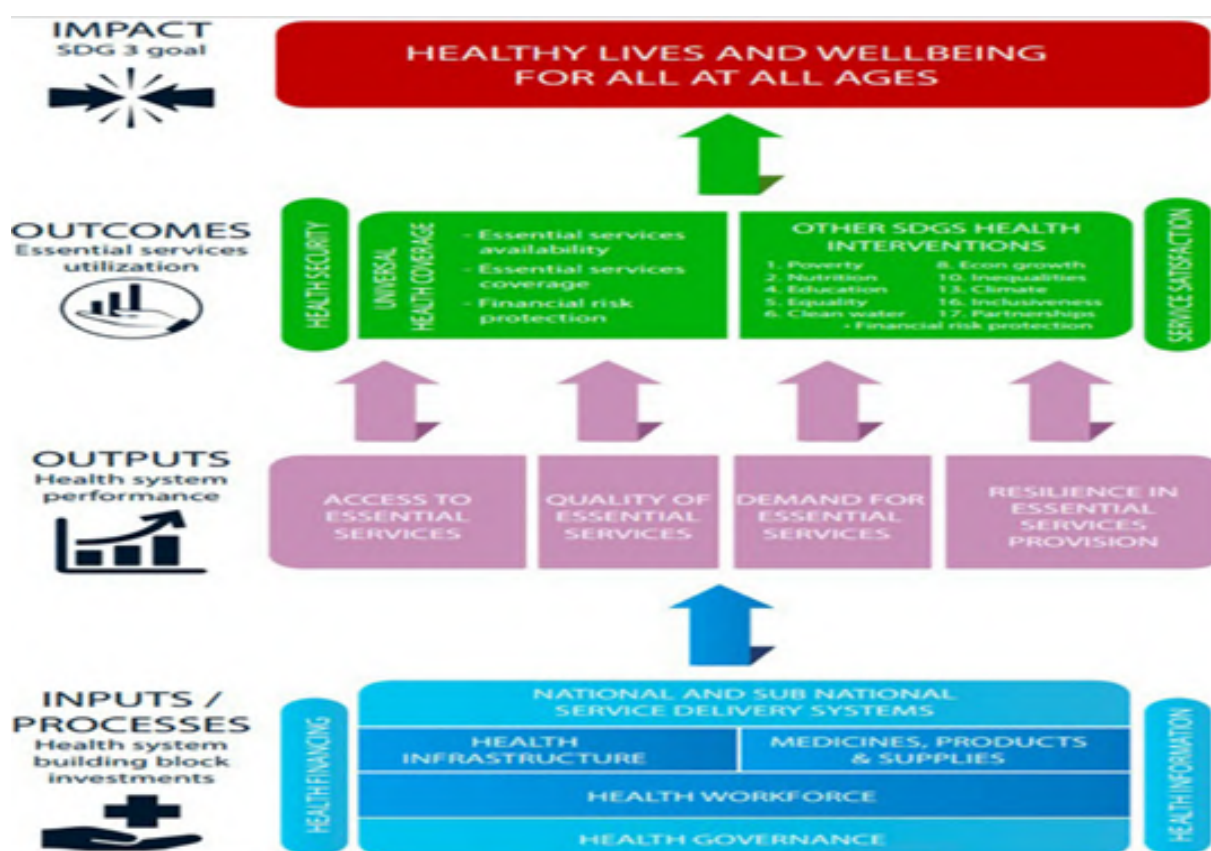 IMPACT
SDG 3 goal
HEALTHY LIVES AND WELLBEING
FOR ALL AT ALL AGES
OUTCOMES
Essential services
utilization
HEALTH SECURITY
UNIVERSAL
HEALTH COVERAGE
- Essential services
availability
- Essential services
coverage
- Financial risk
protection
OTHER SDGS HEALTH
INTERVENTIONS
1. Poverty
2. Nutrition
4. Education
5. Equality
6. Clean water
8. Econ growth
10. Inequalities
13. Climate
16. Inclusiveness
17. Partnerships
- Financial risk protection
SERVICE SATISFACTION
OUTPUTS
Health system
performance
ACCESS TO
ESSENTIAL
SERVICES
QUALITY OF
ESSENTIAL
SERVICES
DEMAND FOR
ESSENTIAL
SERVICES
RESILIENCE IN
ESSENTIAL
SERVICES
PROVISION
INPUTS /
PROCESSES
Health system
building block
investments
HEALTH FINANCING
NATIONAL AND SUB NATIONAL
SERVICE DELIVERY SYSTEMS
HEALTH
INFRASTRUCTURE
MEDICINES, PRODUCTS
& SUPPLIES
HEALTH WORKFORCE
HEALTH GOVERNANCE
HEALTH INFORMATION